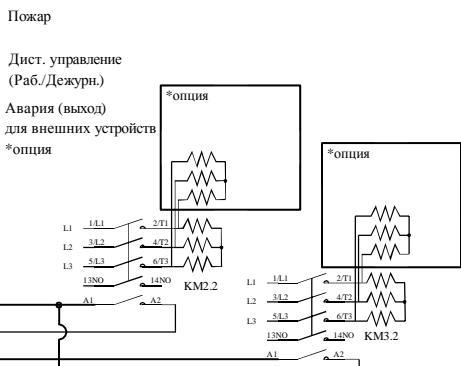 Пожар
Дист. управление
(Раб./Дежурн.)
Авария (выход)
для внешних устройств
*опция
*опция
L1 1/L1 2/T1
L2 3/L2 4/T2
L3 5/L3 6/T3
13NO 14NO
KM2.2
A1 A2
*опция
L1 1/L1 2/T1
L2 3/L2 4/T2
L3 5/L3 6/T3
13NO 14NO
KM3.2
A1 A2